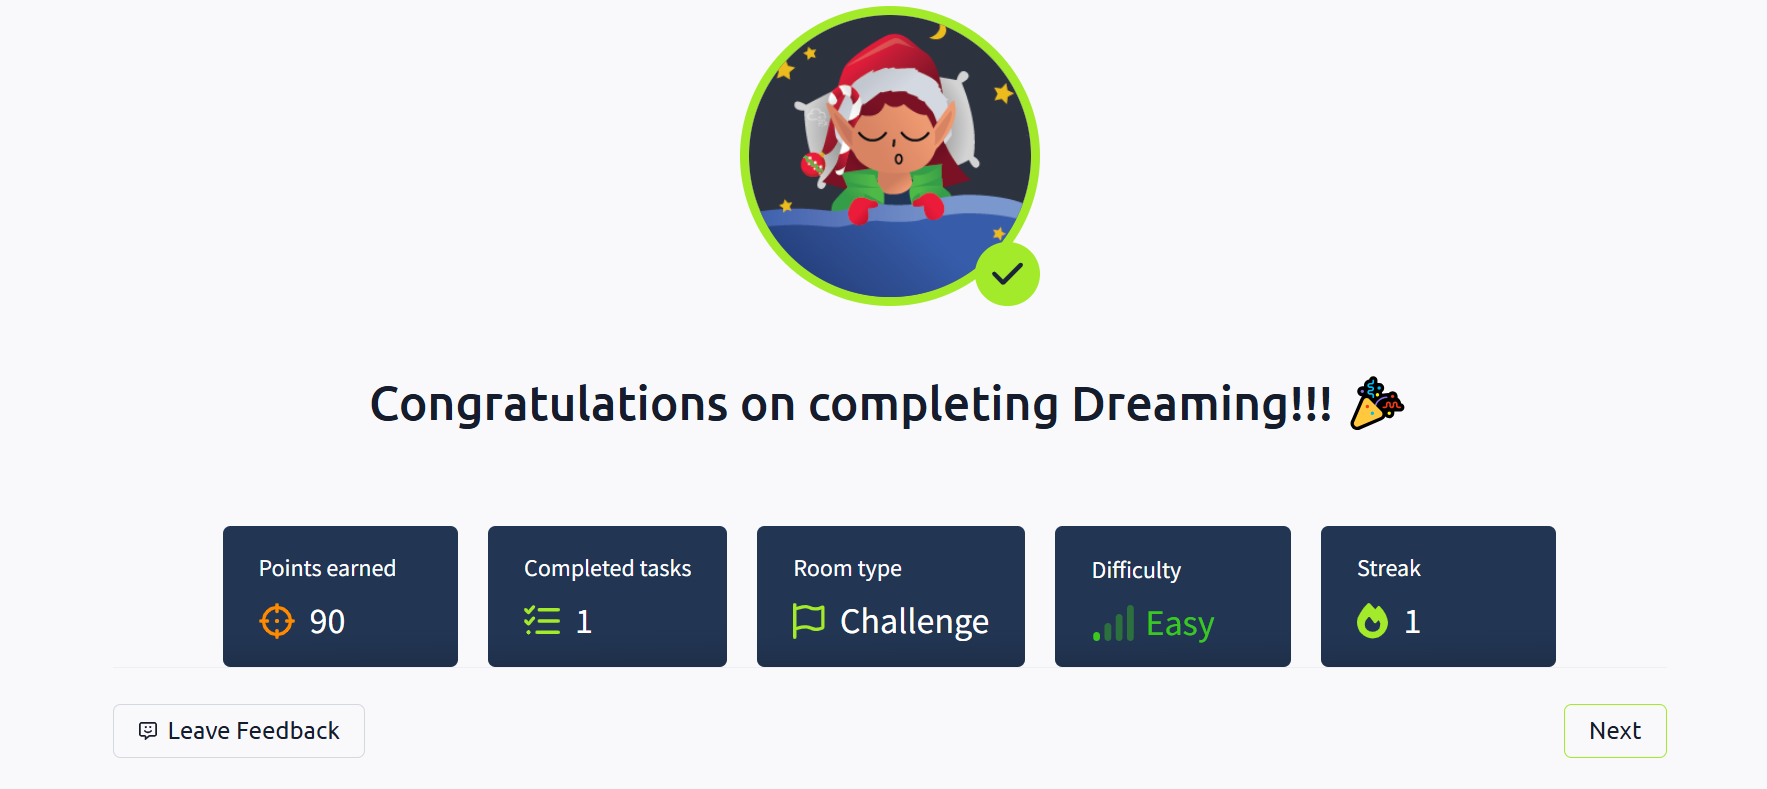 Congratulations on completing Dreaming!!!
Points earned
90
Completed tasks
1
Room type
Challenge
Difficulty
Easy
Streak
1
Leave Feedback
Next